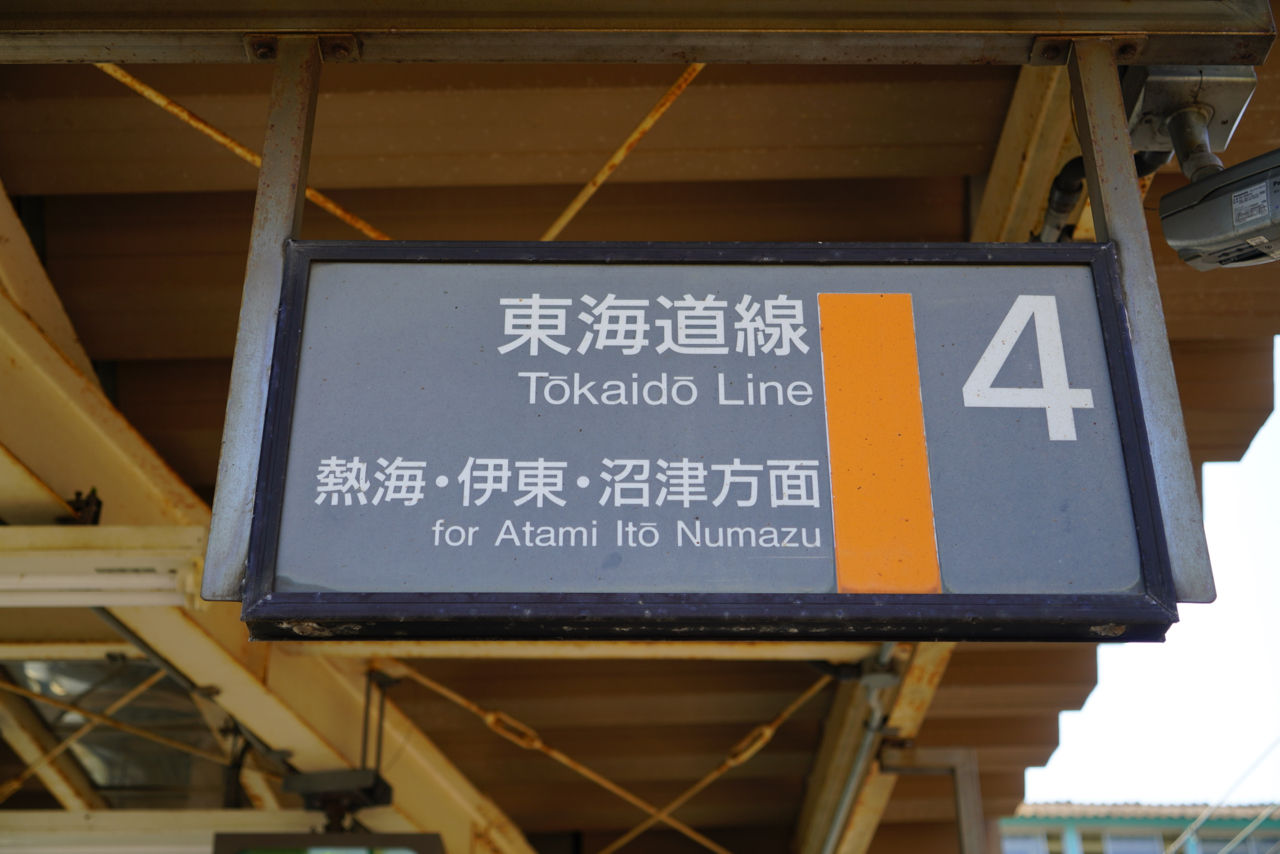 東海道線
Tōkaidō Line
4
熱海・伊東・沼津方面
for Atami Itō Numazu